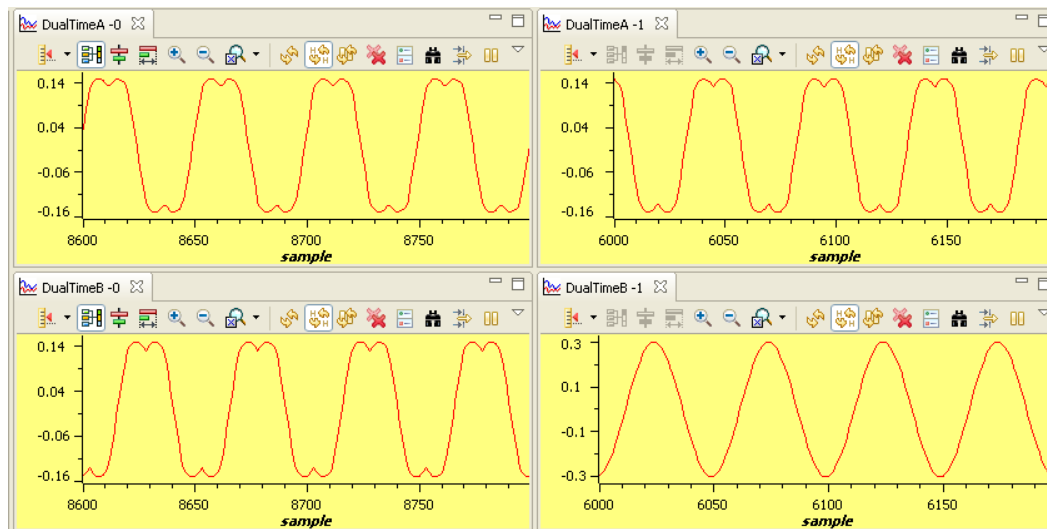 DualTimeA -0
0.14
0.04
-0.06
-0.16
8600 8650 8700 8750
sample
DualTimeA -1
0.14
0.04
-0.06
-0.16
6000 6050 6100 6150
sample
DualTimeB -0
0.14
0.04
-0.06
-0.16
8600 8650 8700 8750
sample
DualTimeB -1
0.3
0.1
-0.1
-0.3
6000 6050 6100 6150
sample